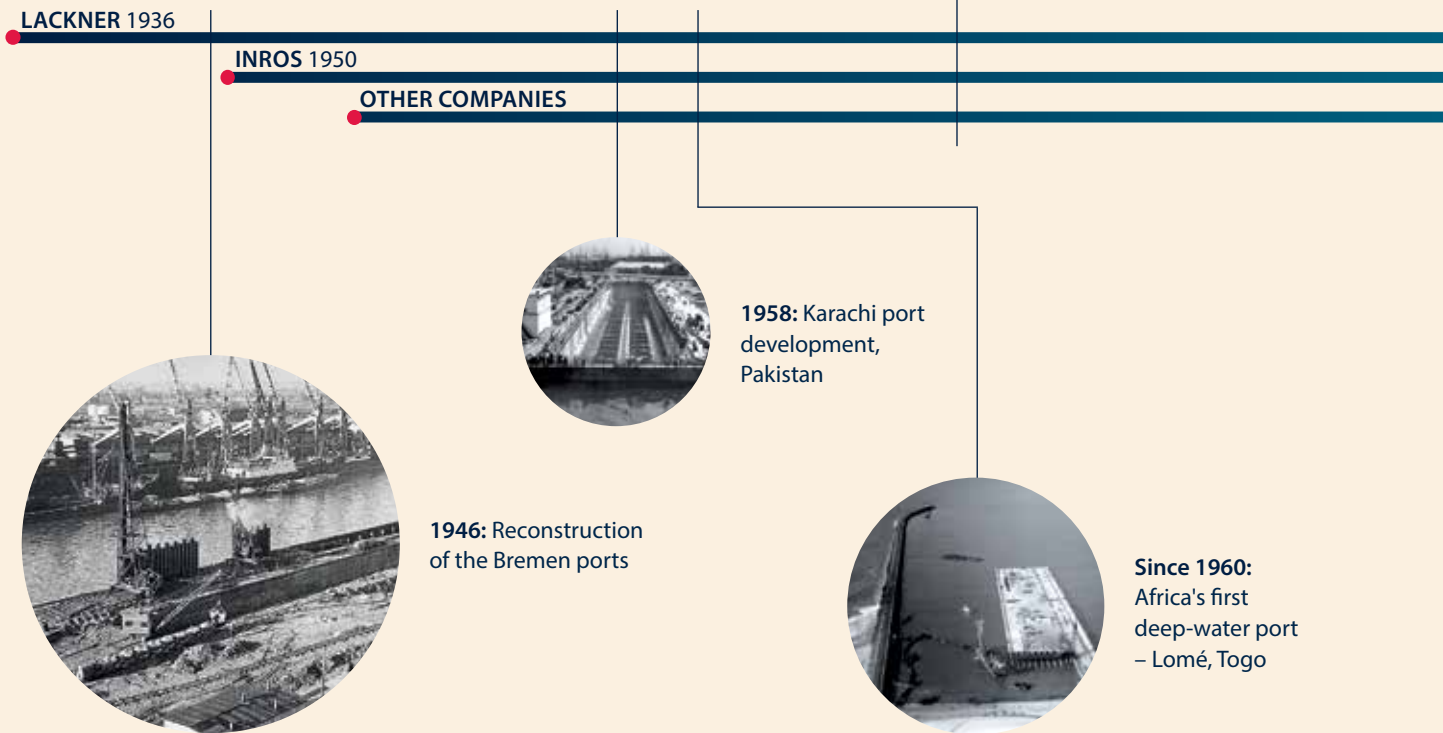 LACKNER 1936
INROS 1950
OTHER COMPANIES
1958: Karachi port
development,
Pakistan
1946: Reconstruction
of the Bremen ports
Since 1960:
Africa's first
deep-water port
– Lomé, Togo